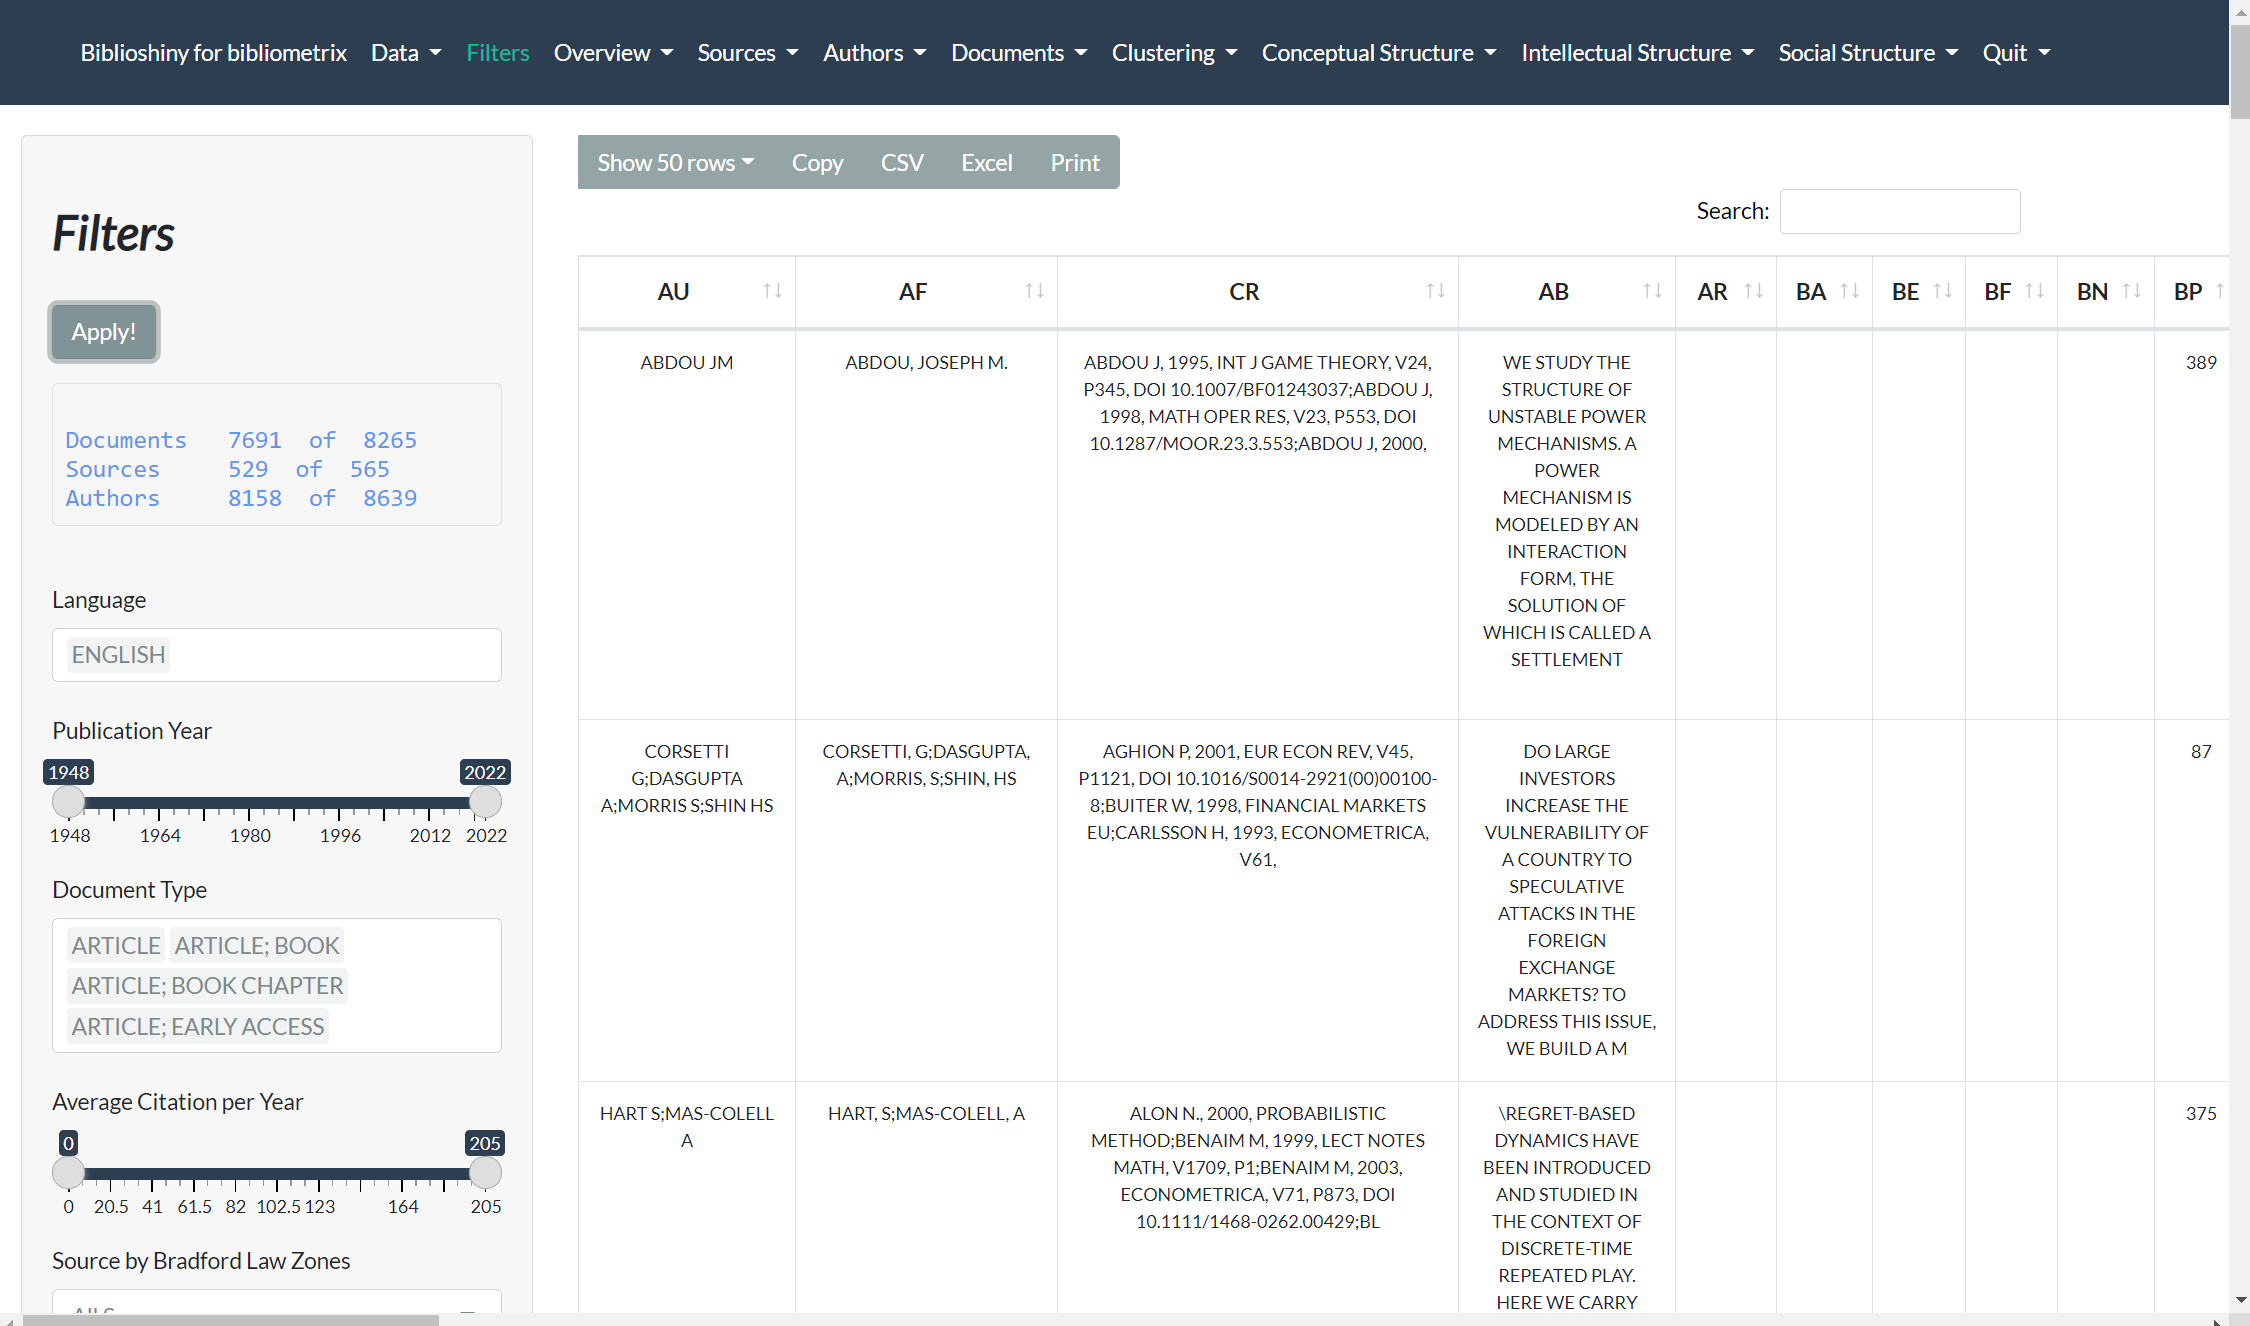 Biblioshiny for bibliometrix Data Filters Overview Sources Authors Documents Clustering Conceptual Structure Intellectual Structure Social Structure Quit
Filters
Apply!
Documents 7691 of 8265
Sources 529 of 565
Authors 8158 of 8639
Language
ENGLISH
Publication Year
1948 2022
1948 1964 1980 1996 2012 2022
Document Type
ARTICLE ARTICLE; BOOK
ARTICLE; BOOK CHAPTER
ARTICLE; EARLY ACCESS
Average Citation per Year
0 205
0 20.5 41 61.5 82 102.5 123 164 205
Source by Bradford Law Zones
Show 50 rows Copy CSV Excel Print
Search:
AU AF CR AB AR BA BE BF BN BP
ABDOU JM
ABDOU, JOSEPH M.
ABDOU J, 1995, INT J GAME THEORY, V24,
P345, DOI 10.1007/BF01243037;ABDOU J,
1998, MATH OPER RES, V23, P553, DOI
10.1287/MOOR.23.3.553;ABDOU J, 2000,
WE STUDY THE
STRUCTURE OF
UNSTABLE POWER
MECHANISMS. A
POWER
MECHANISM IS
MODELED BY AN
INTERACTION
FORM, THE
SOLUTION OF
WHICH IS CALLED A
SETTLEMENT
389
CORSETTI
G;DASGUPTA
A;MORRIS S;SHIN HS
CORSETTI, G;DASGUPTA,
A;MORRIS, S;SHIN, HS
AGHION P, 2001, EUR ECON REV, V45,
P1121, DOI 10.1016/S0014-2921(00)00100-
8;BUITER W, 1998, FINANCIAL MARKETS
EU;CARLSSON H, 1993, ECONOMETRICA,
V61,
DO LARGE
INVESTORS
INCREASE THE
VULNERABILITY OF
A COUNTRY TO
SPECULATIVE
ATTACKS IN THE
FOREIGN
EXCHANGE
MARKETS? TO
ADDRESS THIS ISSUE,
WE BUILD A M
87
HART S;MAS-COLELL
A
HART, S;MAS-COLELL, A
ALON N., 2000, PROBABILISTIC
METHOD;BENAIM M, 1999, LECT NOTES
MATH, V1709, P1;BENAIM M, 2003,
ECONOMETRICA, V71, P873, DOI
10.1111/1468-0262.00429;BL
\REGRET-BASED
DYNAMICS HAVE
BEEN INTRODUCED
AND STUDIED IN
THE CONTEXT OF
DISCRETE-TIME
REPEATED PLAY.
HERE WE CARRY
375